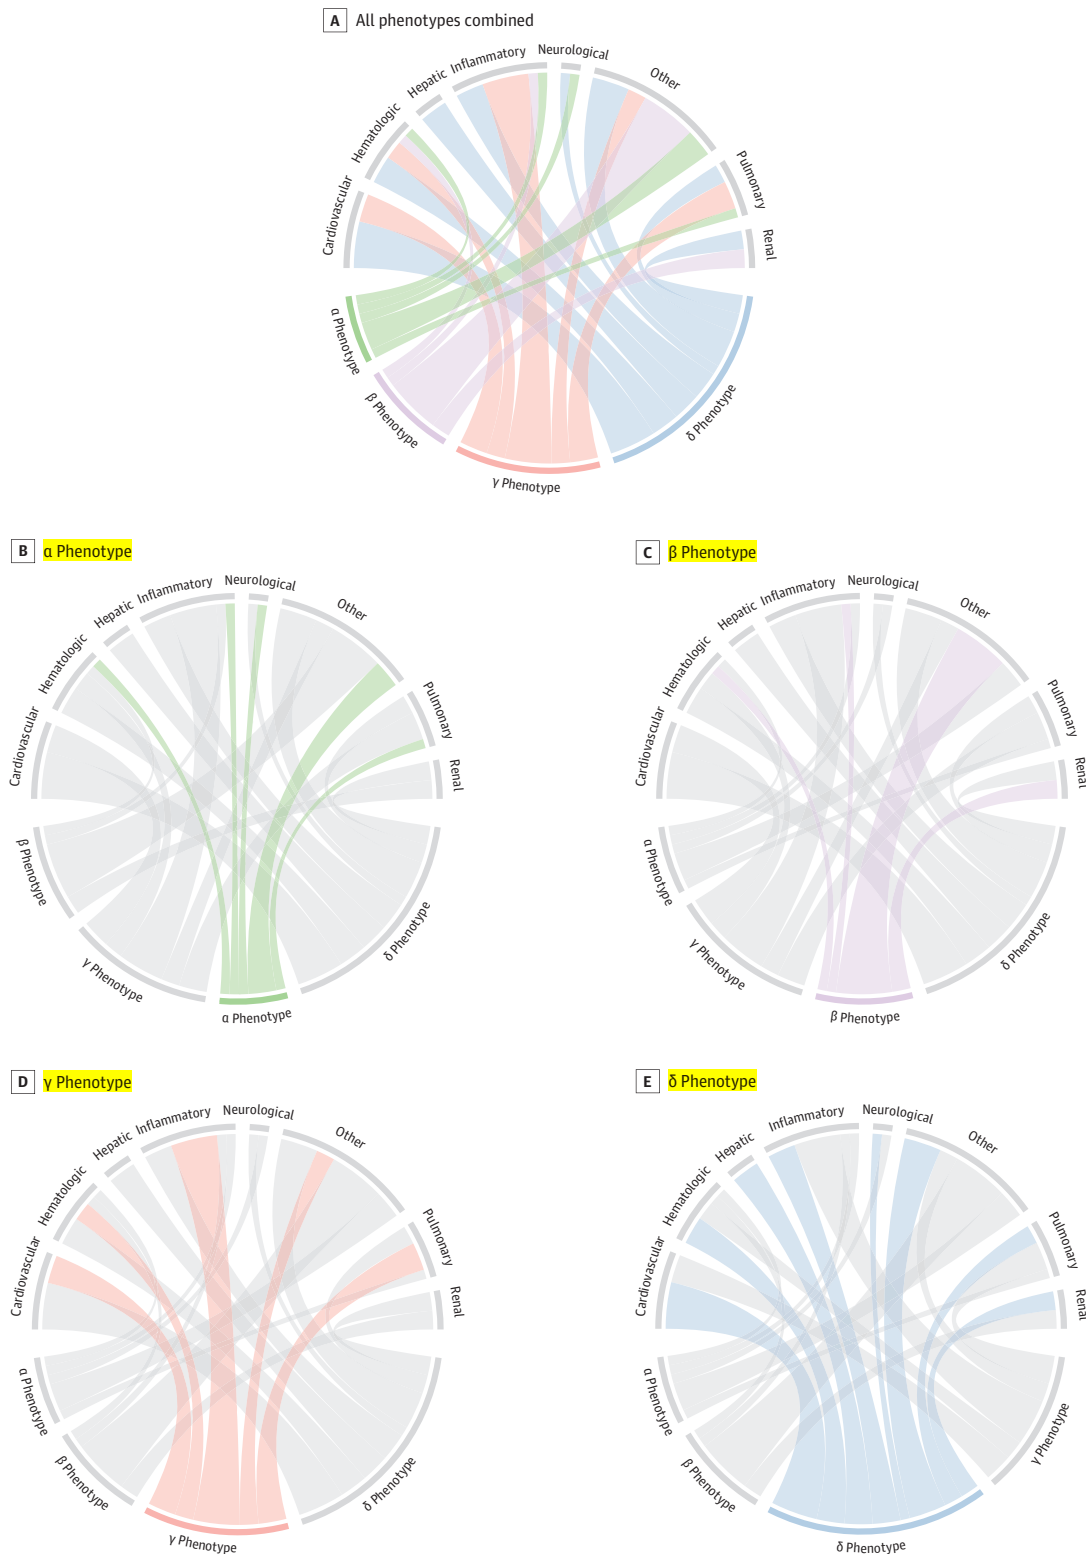 A All phenotypes combined
Cardiovascular
Hematologic
Hepatic
Inflammatory
Neurological
Other
Pulmonary
Renal
δ Phenotype
γ Phenotype
β Phenotype
α Phenotype
B α Phenotype
Cardiovascular
Hematologic
Hepatic
Inflammatory
Neurological
Other
Pulmonary
Renal
δ Phenotype
α Phenotype
γ Phenotype
β Phenotype
C β Phenotype
Cardiovascular
Hematologic
Hepatic
Inflammatory
Neurological
Other
Pulmonary
Renal
δ Phenotype
β Phenotype
γ Phenotype
α Phenotype
D γ Phenotype
Cardiovascular
Hematologic
Hepatic
Inflammatory
Neurological
Other
Pulmonary
Renal
δ Phenotype
γ Phenotype
β Phenotype
α Phenotype
E δ Phenotype
Cardiovascular
Hematologic
Hepatic
Inflammatory
Neurological
Other
Pulmonary
Renal
γ Phenotype
δ Phenotype
β Phenotype
α Phenotype